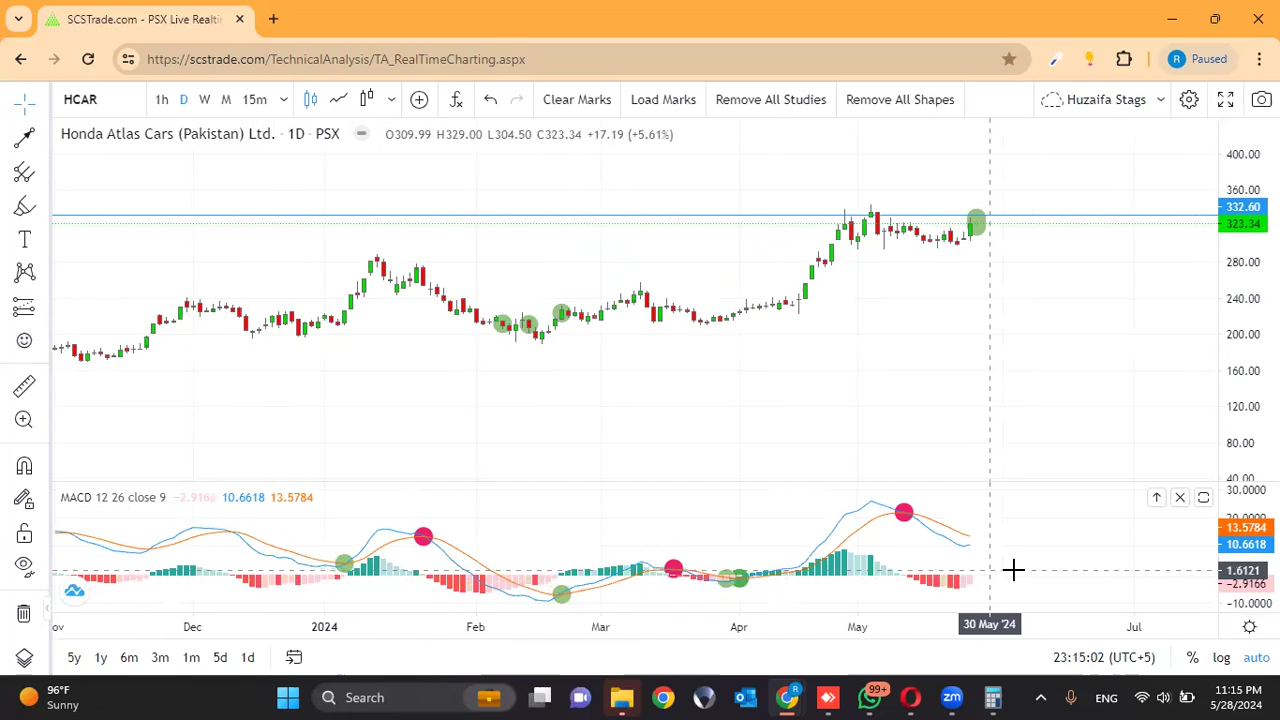 SCSTrade.com - PSX Live Realtir
https://scstrade.com/TechnicalAnalysis/TA_RealTimeCharting.aspx
R Paused
HCAR
1h D W M 15m
Clear Marks Load Marks Remove All Studies Remove All Shapes
Huzaifa Stags
Honda Atlas Cars (Pakistan) Ltd. · 1D · PSX
O309.99 H329.00 L304.50 C323.34 +17.19 (+5.61%)
400.00
360.00
332.60
323.34
280.00
240.00
200.00
160.00
120.00
80.00
40.00
MACD 12 26 close 9 -2.9166 10.6618 13.5784
30.0000
20.0000
13.5784
10.6618
1.6121
-2.9166
-10.0000
ov Dec 2024 Feb Mar Apr May 30 May '24 Jul
5y 1y 6m 3m 1m 5d 1d
23:15:02 (UTC+5) % log auto
96°F
Sunny
Search
R
99+
zm
ENG
11:15 PM
5/28/2024